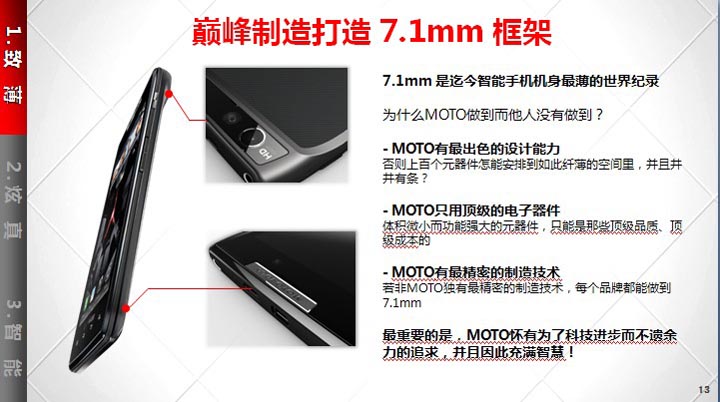 巅峰制造打造 7.1mm 框架
1.致 薄
2.炫 真
3.智 能
HD
7.1mm 是迄今智能手机机身最薄的世界纪录
为什么MOTO做到而他人没有做到？
- MOTO有最出色的设计能力
否则上百个元器件怎能安排到如此纤薄的空间里，并且井
井有条？
- MOTO只用顶级的电子器件
体积微小而功能强大的元器件，只能是那些顶级品质、顶
级成本的
- MOTO有最精密的制造技术
若非MOTO独有最精密的制造技术，每个品牌都能做到
7.1mm
最重要的是，MOTO怀有为了科技进步而不遗余
力的追求，并且因此充满智慧！
13